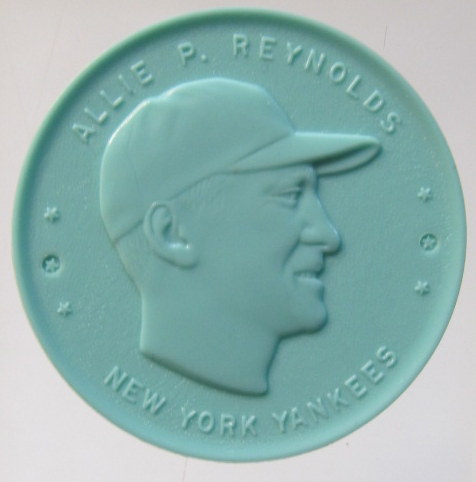 ALLIE P. REYNOLDS
NEW YORK YANKEES